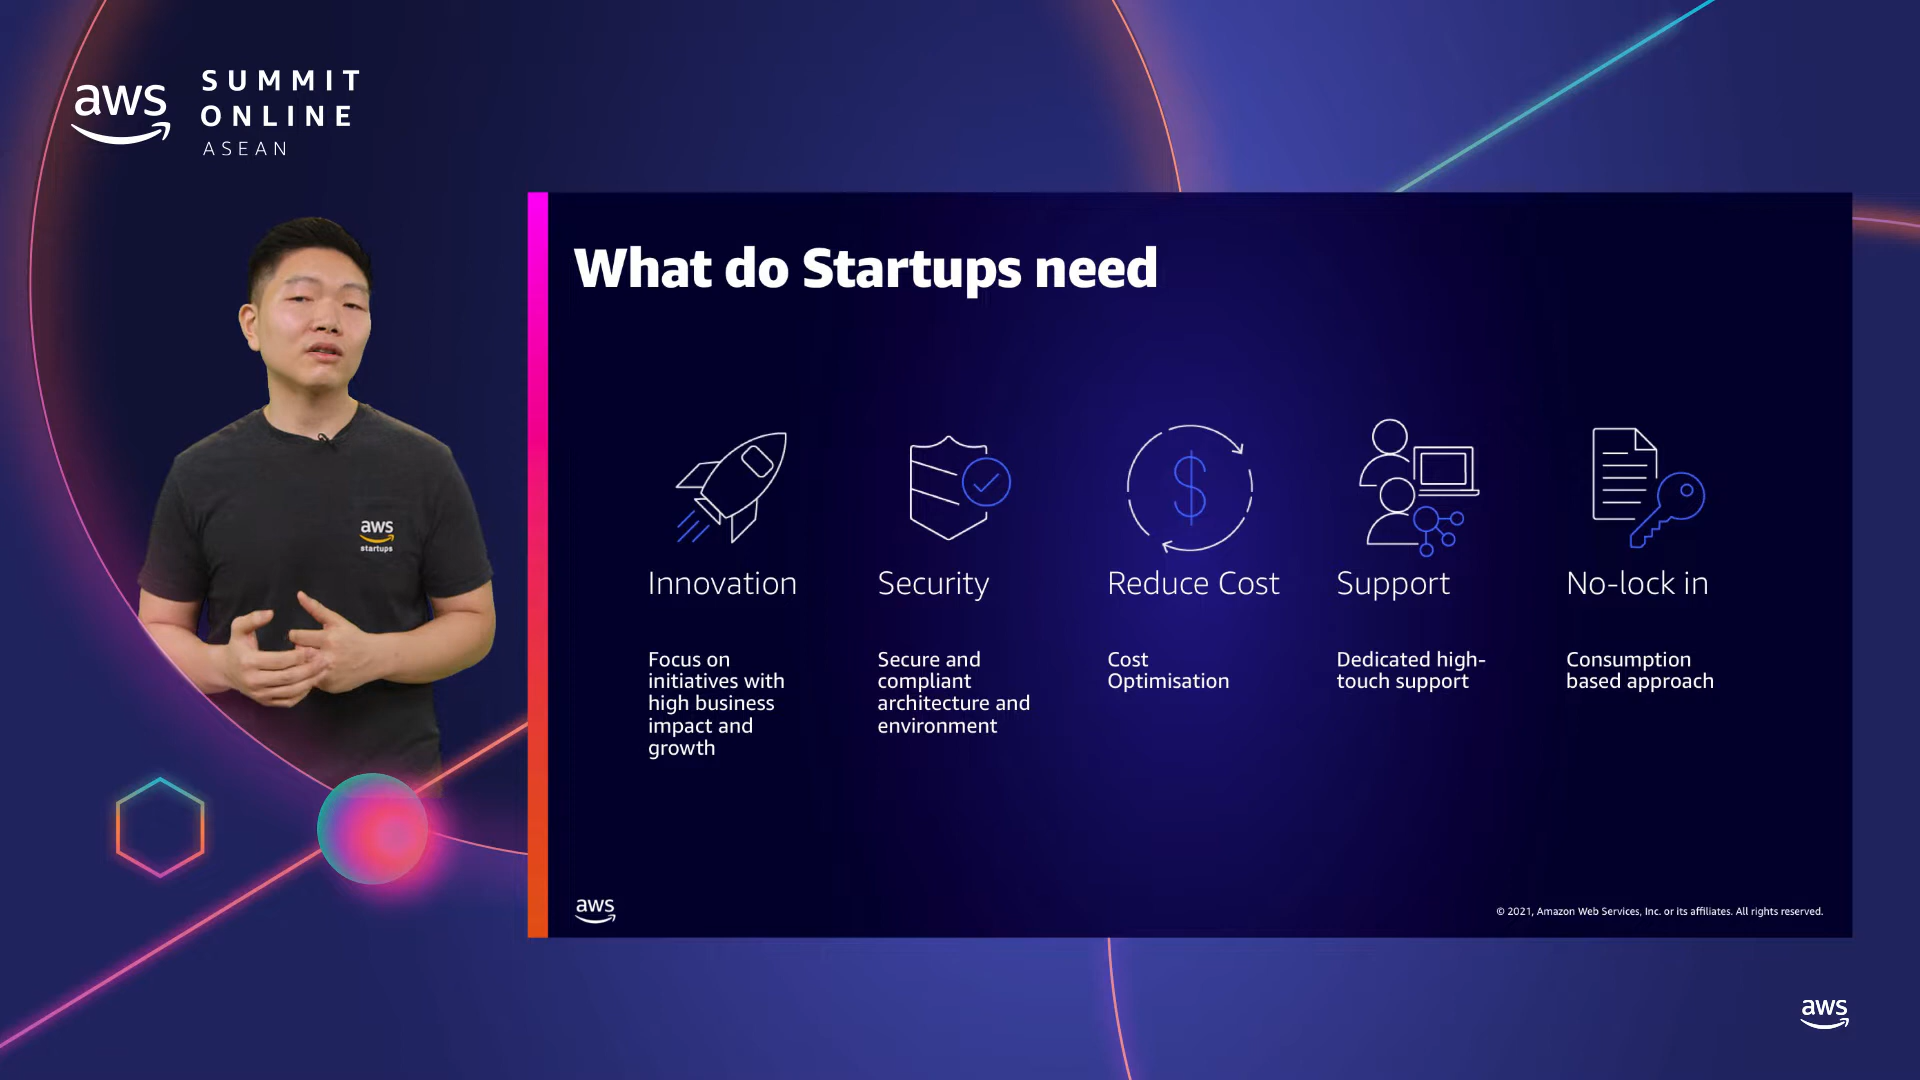 aws
SUMMIT
ONLINE
ASEAN
aws
startups
What do Startups need
Innovation
Focus on
initiatives with
high business
impact and
growth
Security
Secure and
compliant
architecture and
environment
$
Reduce Cost
Cost
Optimisation
Support
Dedicated high-
touch support
No-lock in
Consumption
based approach
aws
© 2021, Amazon Web Services, Inc. or its affiliates. All rights reserved.
aws